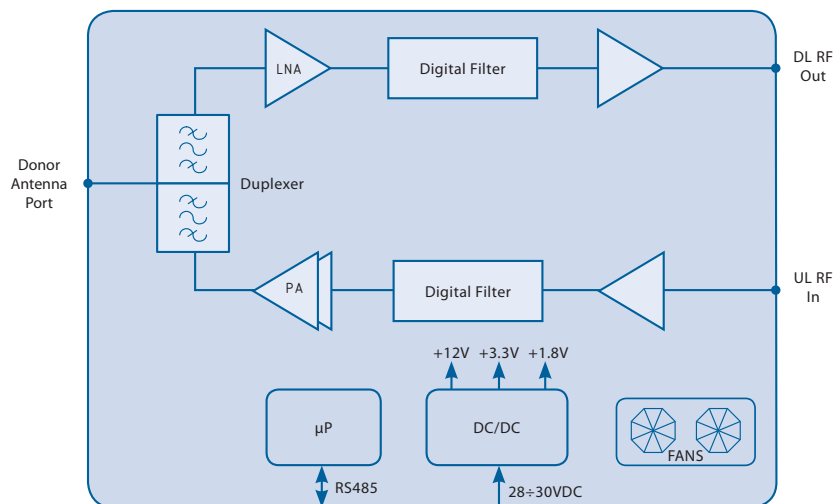 LNA
Digital Filter
DL RF
Out
Donor
Antenna
Port
Duplexer
PA
Digital Filter
UL RF
In
+12V
+3.3V
+1.8V
µP
DC/DC
FANS
RS485
28÷30VDC